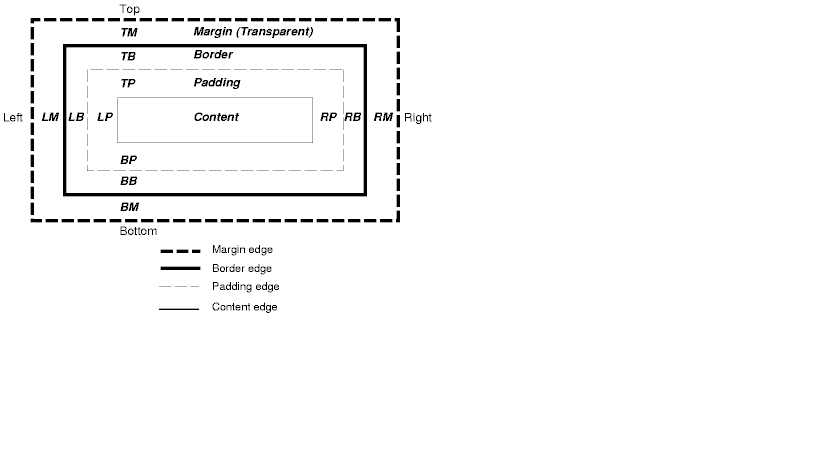 Top
TM Margin (Transparent)
TB Border
TP Padding
Left LM LB LP Content RP RB RM Right
BP
BB
BM
Bottom
Margin edge
Border edge
Padding edge
Content edge